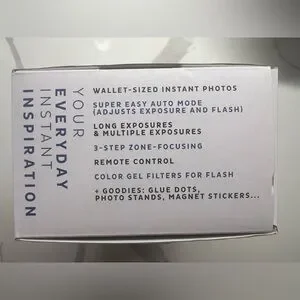 YOUR
EVERYDAY
INSTANT
INSPIRATION
WALLET-SIZED INSTANT PHOTOS
SUPER EASY AUTO MODE
(ADJUSTS EXPOSURE AND FLASH)
LONG EXPOSURES
& MULTIPLE EXPOSURES
3-STEP ZONE-FOCUSING
REMOTE CONTROL
COLOR GEL FILTERS FOR FLASH
+ GOODIES: GLUE DOTS,
PHOTO STANDS, MAGNET STICKERS...